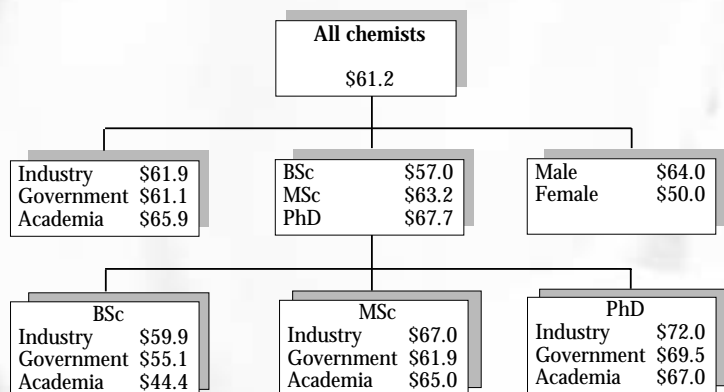 All chemists
$61.2
Industry $61.9
Government $61.1
Academia $65.9
BSc $57.0
MSc $63.2
PhD $67.7
Male $64.0
Female $50.0
BSc
Industry $59.9
Government $55.1
Academia $44.4
MSc
Industry $67.0
Government $61.9
Academia $65.0
PhD
Industry $72.0
Government $69.5
Academia $67.0